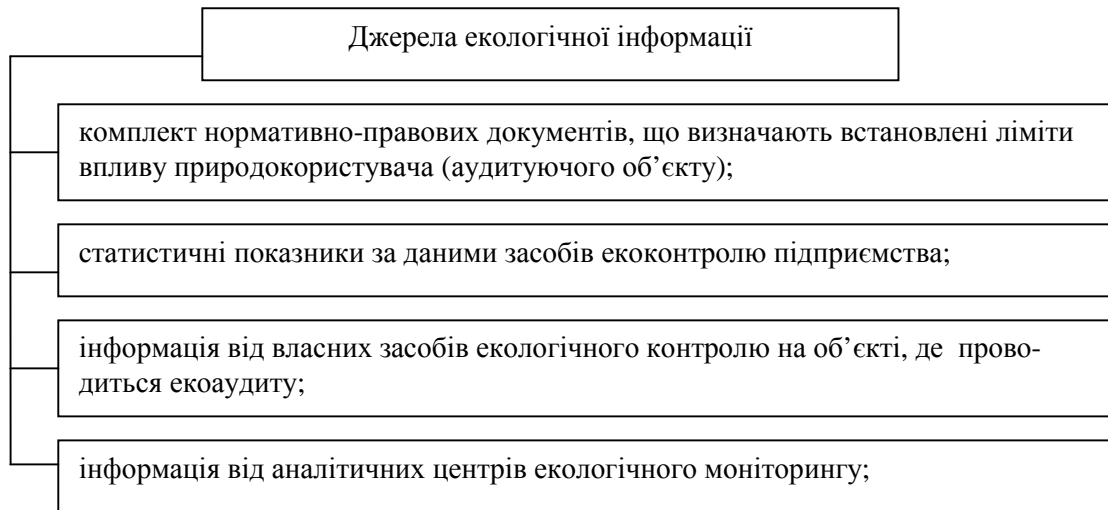 Джерела екологічної інформації
комплект нормативно-правових документів, що визначають встановлені ліміти
впливу природокористувача (аудитуючого об’єкту);
статистичні показники за даними засобів екоконтролю підприємства;
інформація від власних засобів екологічного контролю на об’єкті, де прово-
диться екоаудиту;
інформація від аналітичних центрів екологічного моніторингу;